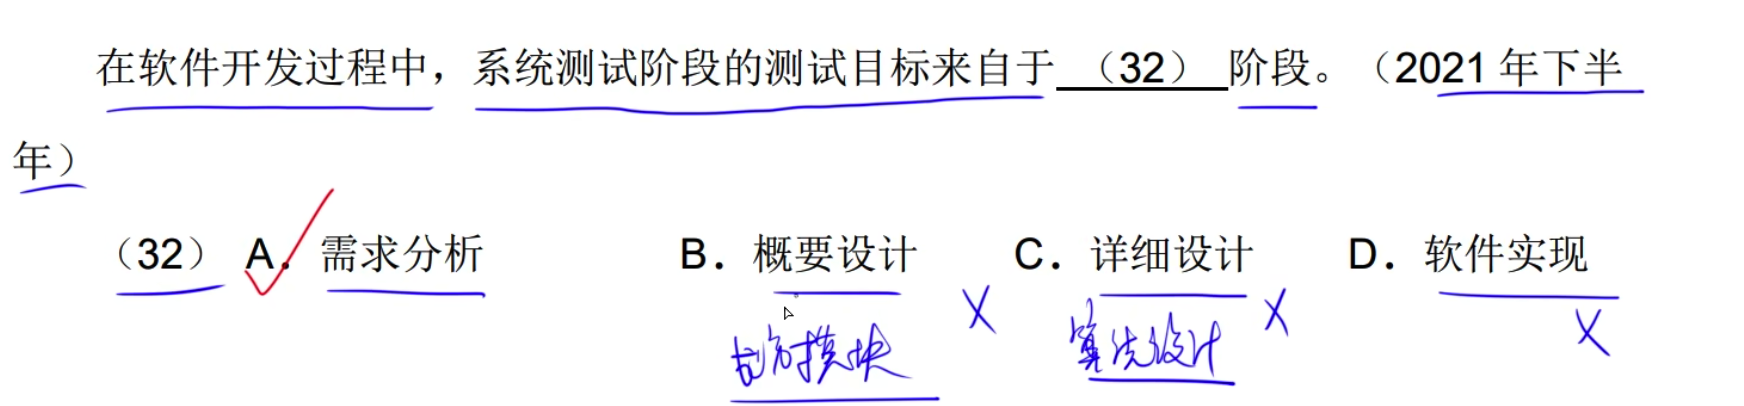 在软件开发过程中，系统测试阶段的测试目标来自于 （32） 阶段。（2021 年下半
年）
（32） A．需求分析 B．概要设计 C．详细设计 D．软件实现
划分模块 算法设计